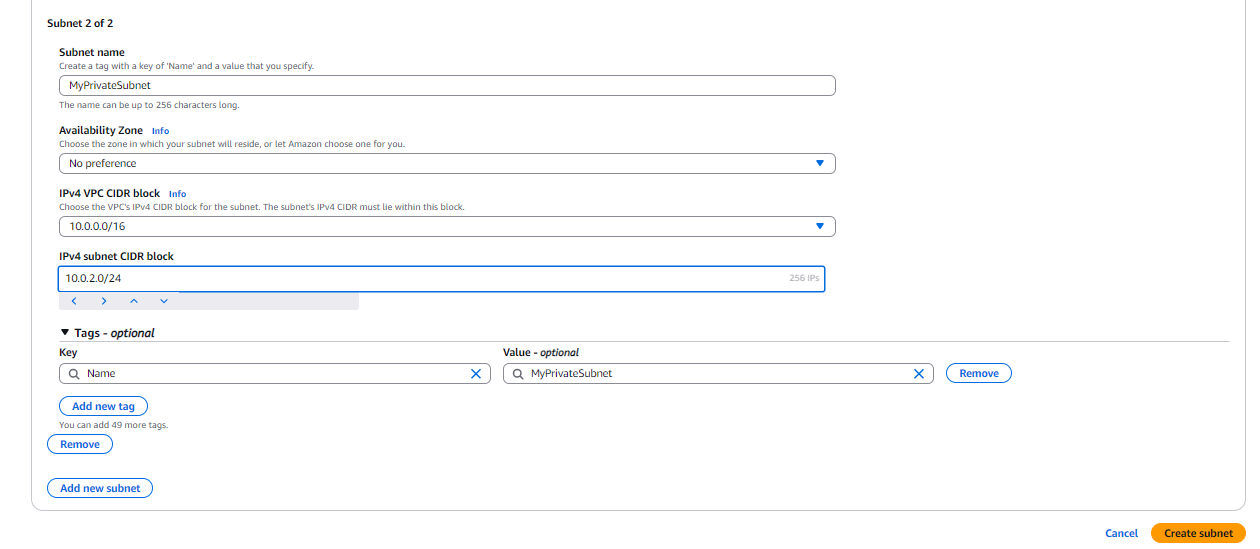 Subnet 2 of 2
Subnet name
Create a tag with a key of 'Name' and a value that you specify.
MyPrivateSubnet
The name can be up to 256 characters long.
Availability Zone Info
Choose the zone in which your subnet will reside, or let Amazon choose one for you.
No preference
IPv4 VPC CIDR block Info
Choose the VPC's IPv4 CIDR block for the subnet. The subnet's IPv4 CIDR must lie within this block.
10.0.0.0/16
IPv4 subnet CIDR block
10.0.2.0/24 256 IPs
Tags - optional
Key Value - optional
Name MyPrivateSubnet Remove
Add new tag
You can add 49 more tags.
Remove
Add new subnet
Cancel Create subnet